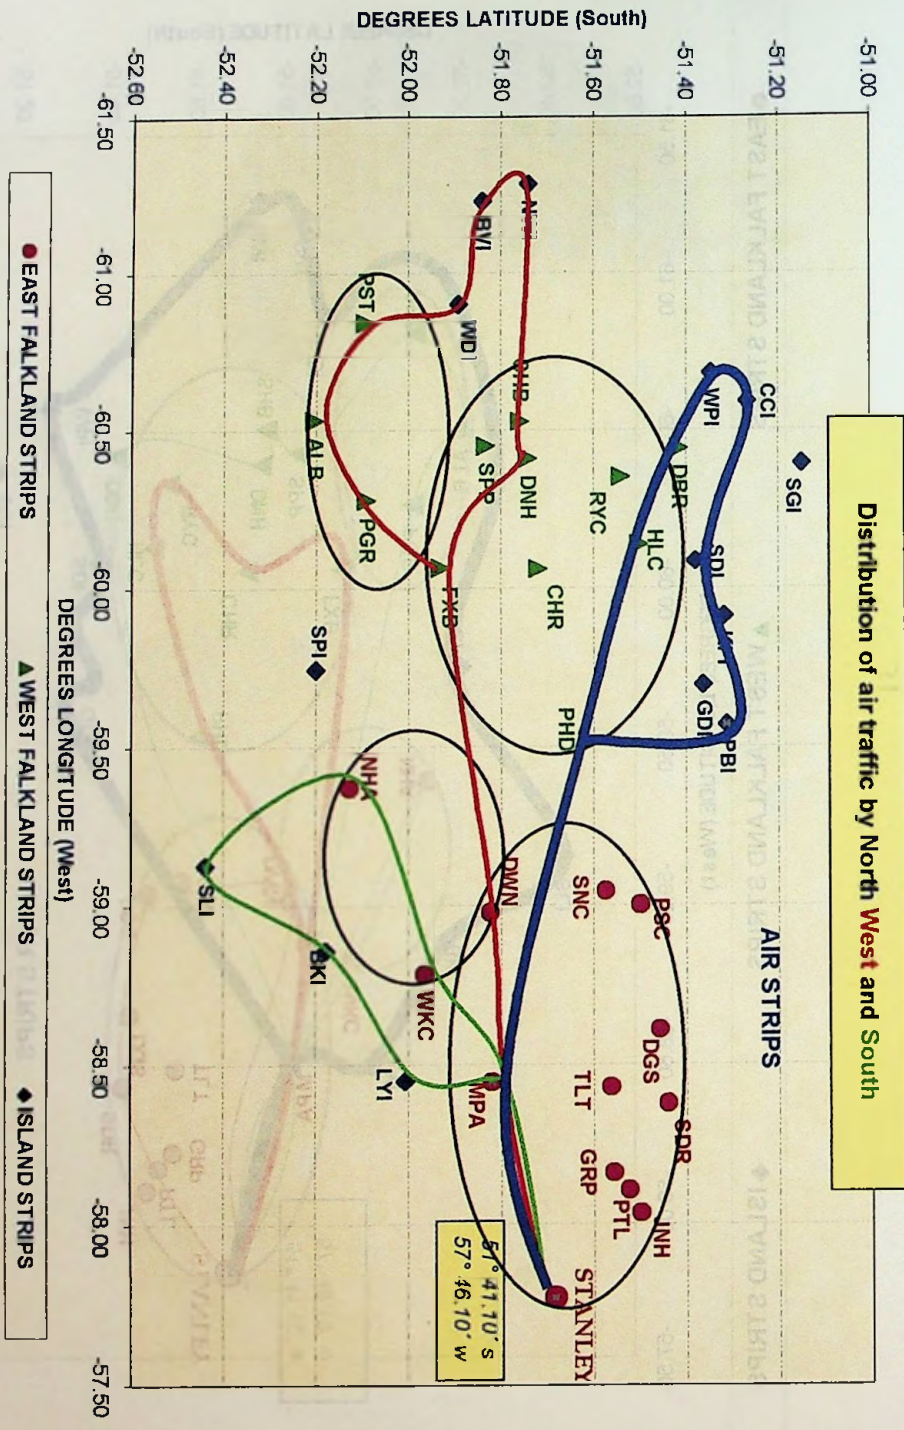 Distribution of air traffic by North West and South
AIR STRIPS
DEGREES LATITUDE (South)
-51.00
-51.20
-51.40
-51.60
-51.80
-52.00
-52.20
-52.40
-52.60
-61.50
-61.00
-60.50
-60.00
-59.50
-59.00
-58.50
-58.00
-57.50
DEGREES LONGITUDE (West)
SGI
CCI
WPI
SDI
GDI
PBI
DBR
HLC
RYC
DNH
SPP
CHR
PHD
BVI
WDI
PST
ALB
PGR
FXB
SPI
NHA
SLI
BKI
LYI
WKC
DWN
MPA
SNC
PSC
DGS
TLT
SDR
GRP
PTL
JNH
STANLEY
51° 41.10' s
57° 46.10' w
EAST FALKLAND STRIPS
WEST FALKLAND STRIPS
ISLAND STRIPS